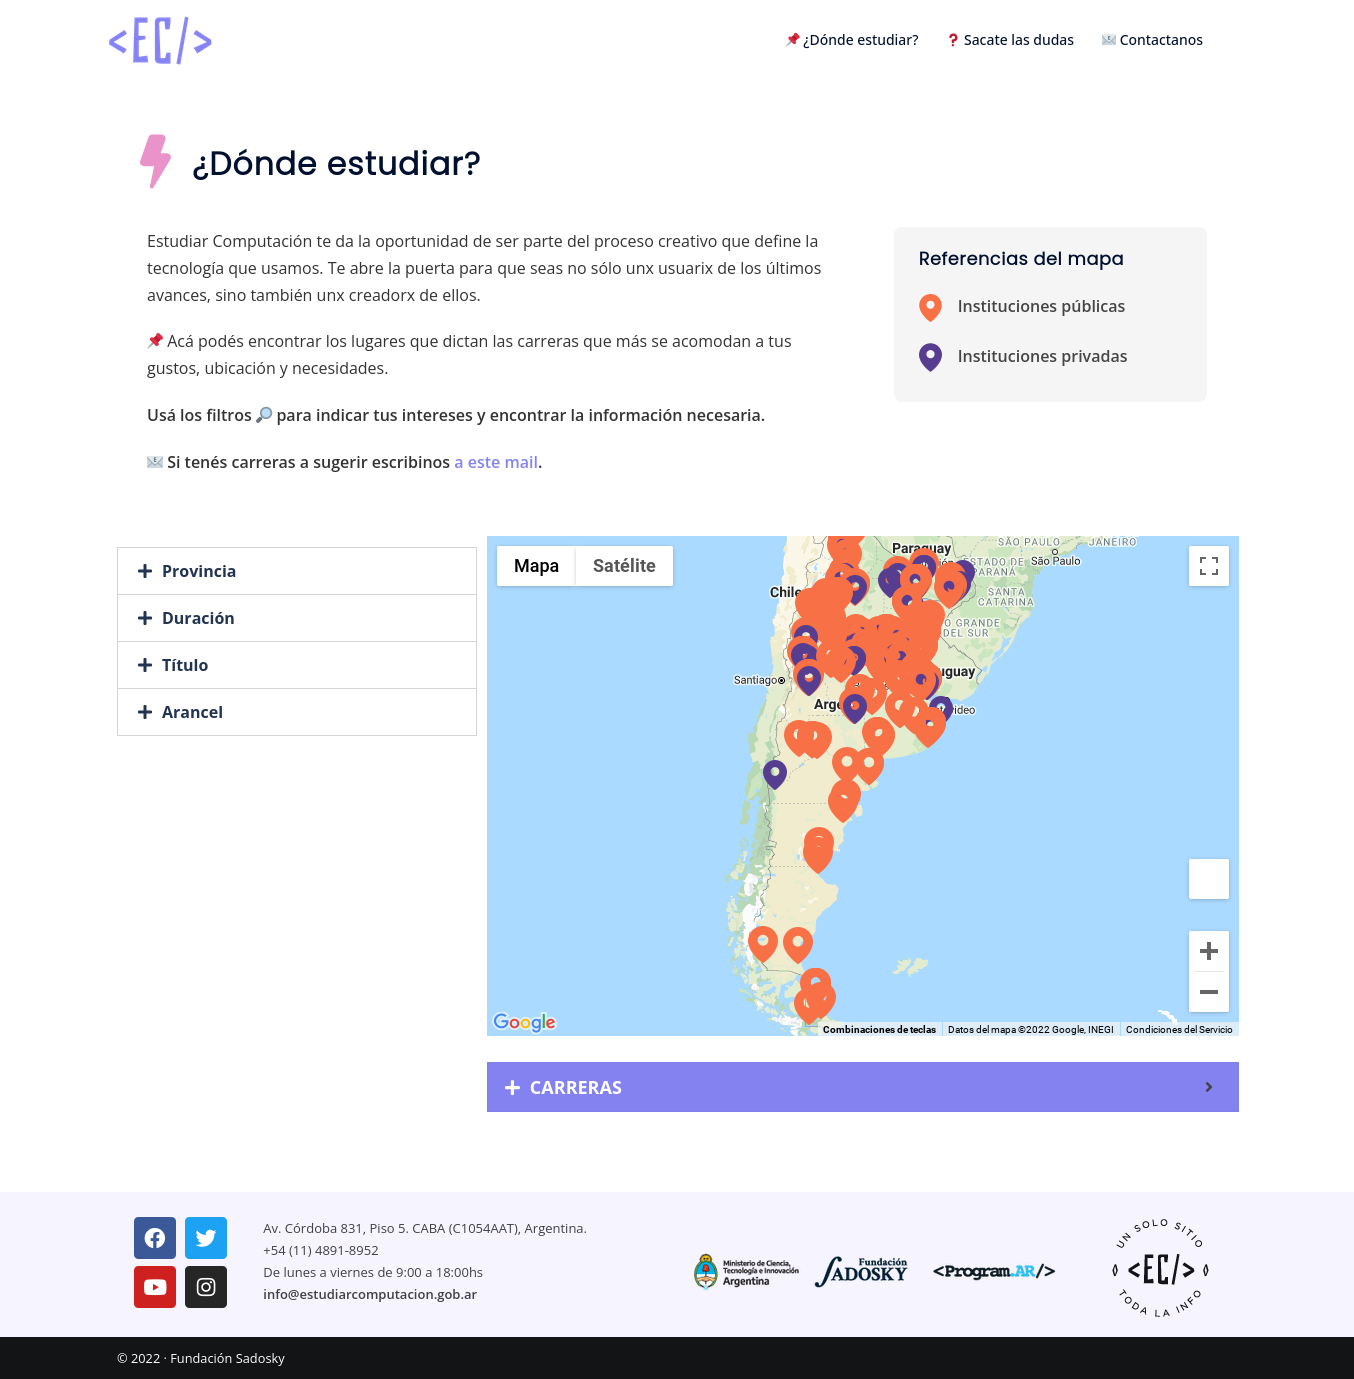 <EC/>
¿Dónde estudiar?
Sacate las dudas
Contactanos
¿Dónde estudiar?
Estudiar Computación te da la oportunidad de ser parte del proceso creativo que define la
tecnología que usamos. Te abre la puerta para que seas no sólo unx usuarix de los últimos
avances, sino también unx creadorx de ellos.
Acá podés encontrar los lugares que dictan las carreras que más se acomodan a tus
gustos, ubicación y necesidades.
Usá los filtros para indicar tus intereses y encontrar la información necesaria.
Si tenés carreras a sugerir escribinos a este mail.
Referencias del mapa
Instituciones públicas
Instituciones privadas
Provincia
Duración
Título
Arancel
Mapa
Satélite
Paraguay
SÃO PAULO
JANEIRO
São Paulo
PARANÁ
SANTA
CATARINA
DEL SUR
Santiago
Google
Combinaciones de teclas
Datos del mapa ©2022 Google, INEGI
Condiciones del Servicio
CARRERAS
Av. Córdoba 831, Piso 5. CABA (C1054AAT), Argentina.
+54 (11) 4891-8952
De lunes a viernes de 9:00 a 18:00hs
info@estudiarcomputacion.gob.ar
Ministerio de Ciencia,
Tecnología e Innovación
Argentina
Fundación
SADOSKY
<Program.AR/>
UN SOLO SITIO
<EC/>
TODA LA INFO
© 2022 · Fundación Sadosky